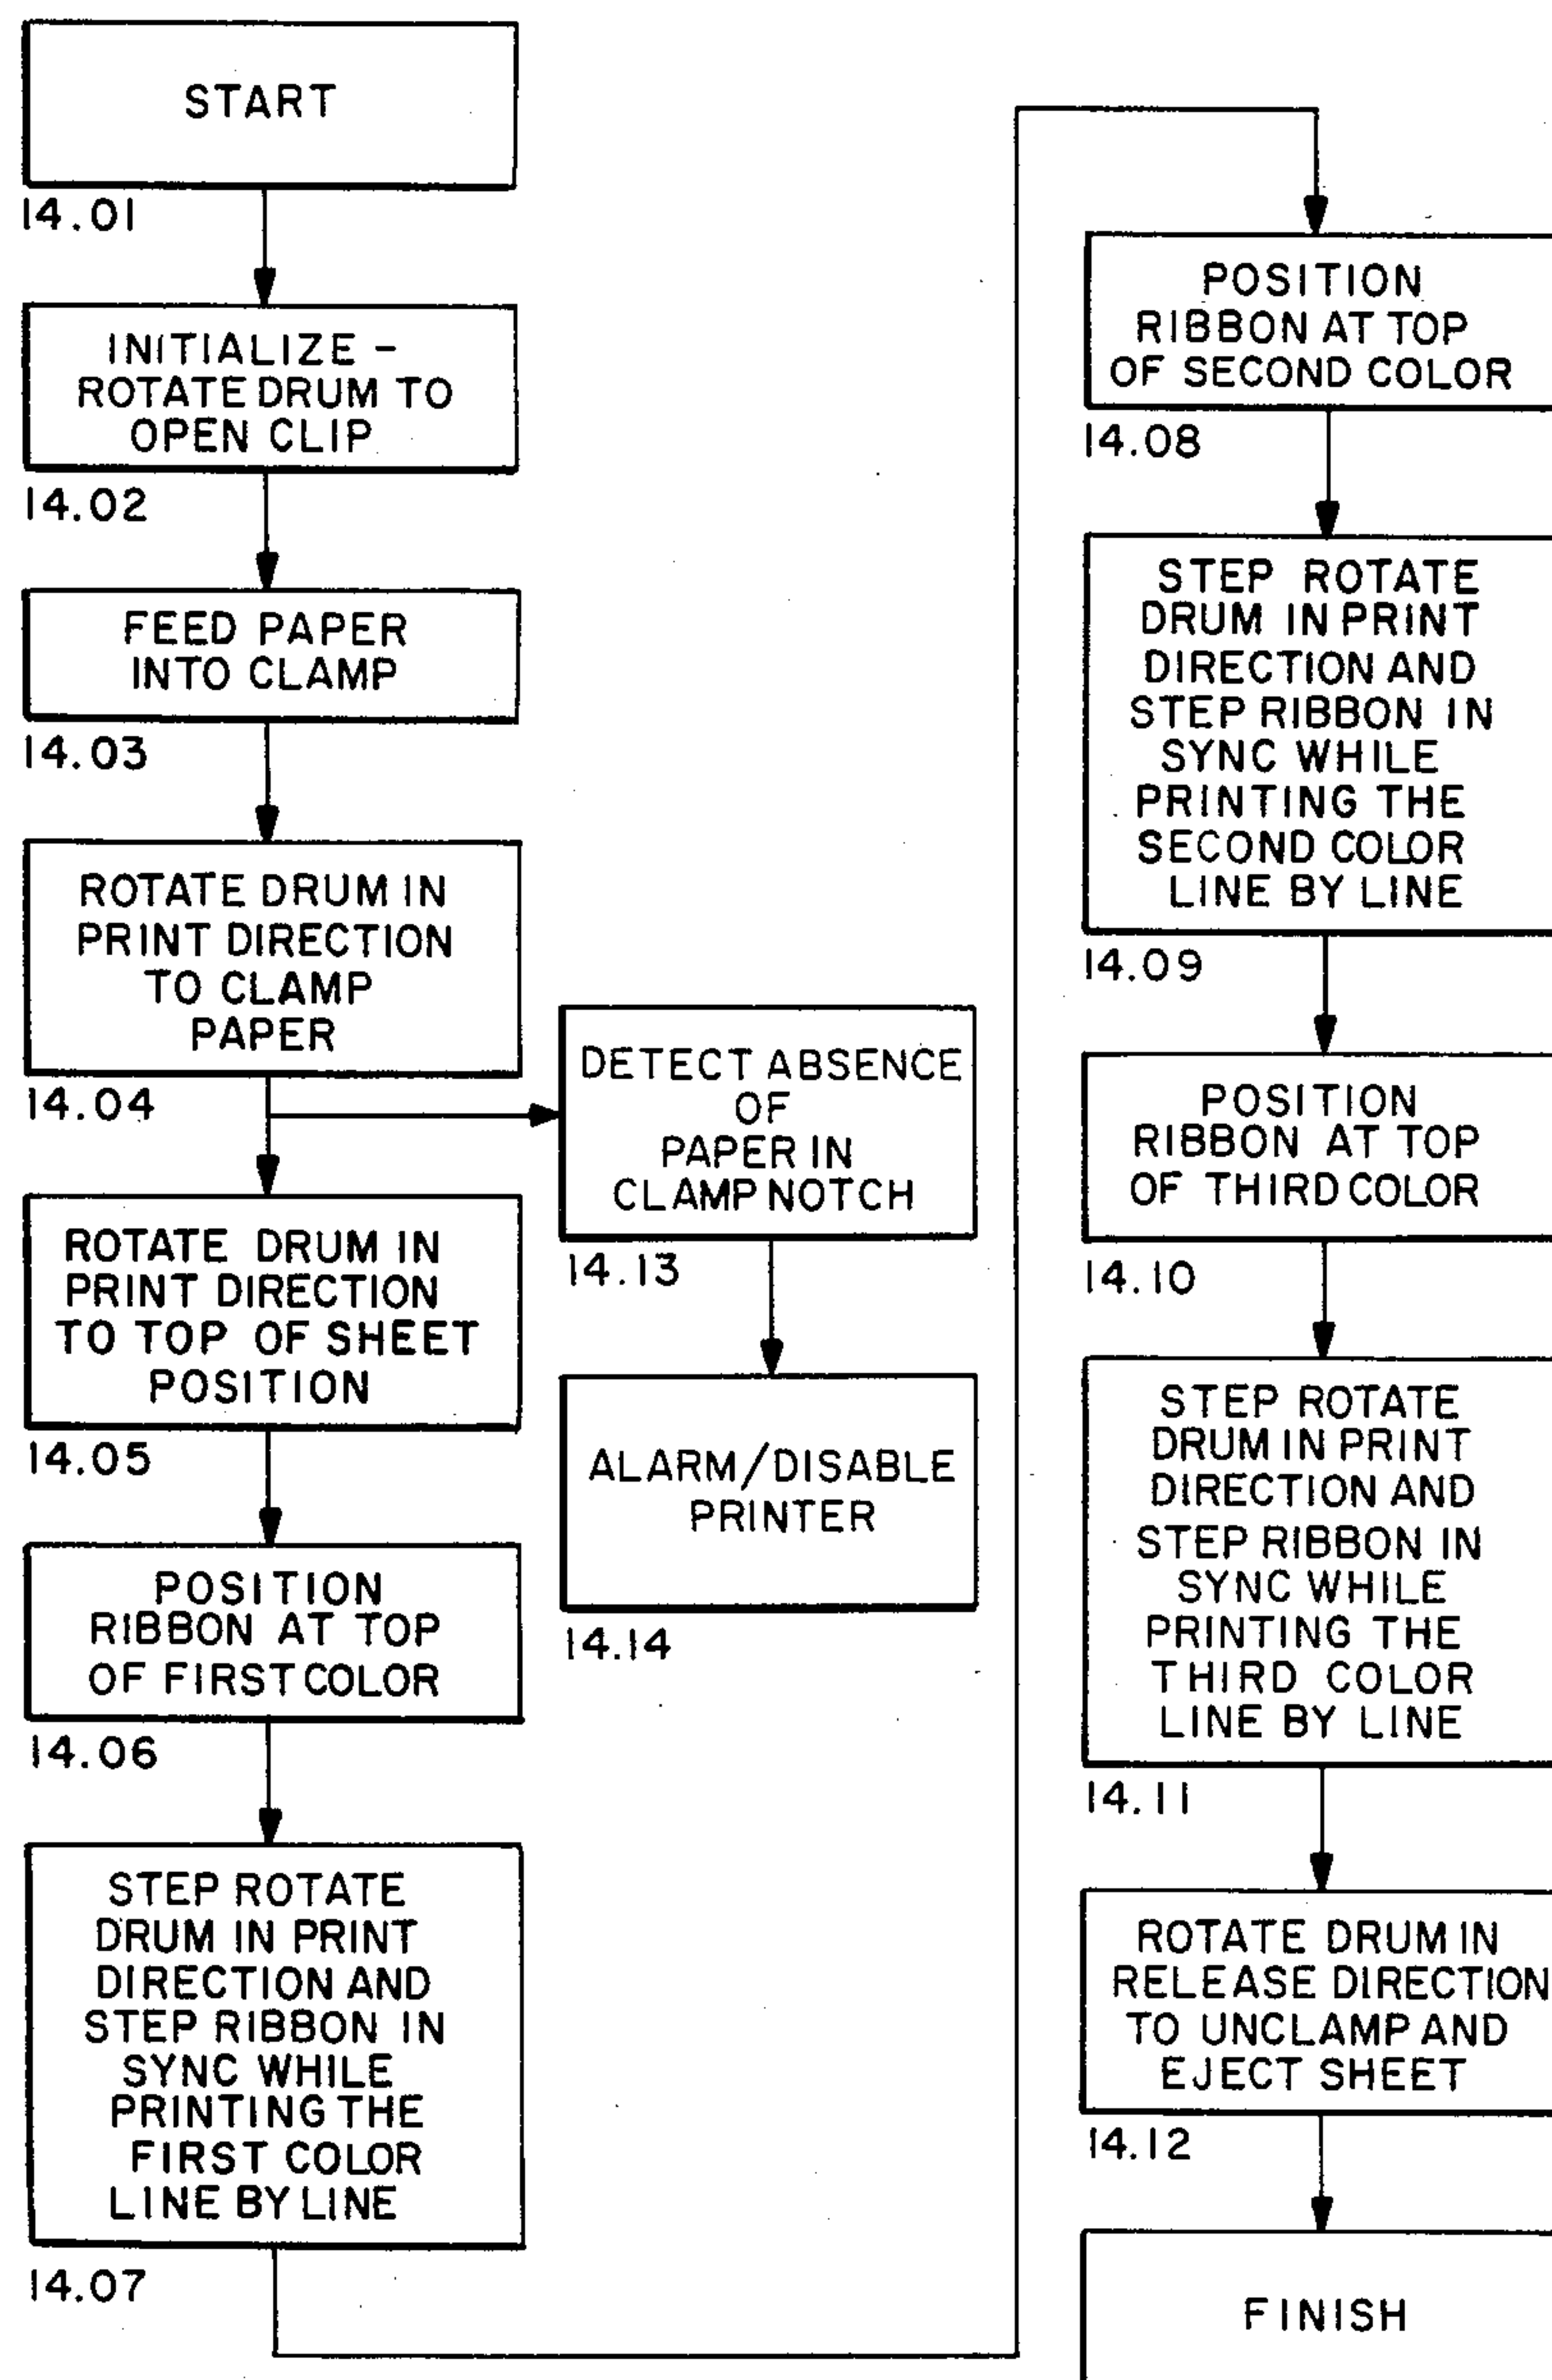 START
14.01
INITIALIZE -
ROTATE DRUM TO
OPEN CLIP
14.02
FEED PAPER
INTO CLAMP
14.03
ROTATE DRUM IN
PRINT DIRECTION
TO CLAMP
PAPER
14.04
DETECT ABSENCE
OF
PAPER IN
CLAMP NOTCH
14.13
ALARM/DISABLE
PRINTER
14.14
ROTATE DRUM IN
PRINT DIRECTION
TO TOP OF SHEET
POSITION
14.05
POSITION
RIBBON AT TOP
OF FIRST COLOR
14.06
STEP ROTATE
DRUM IN PRINT
DIRECTION AND
STEP RIBBON IN
SYNC WHILE
PRINTING THE
FIRST COLOR
LINE BY LINE
14.07
POSITION
RIBBON AT TOP
OF SECOND COLOR
14.08
STEP ROTATE
DRUM IN PRINT
DIRECTION AND
STEP RIBBON IN
SYNC WHILE
PRINTING THE
SECOND COLOR
LINE BY LINE
14.09
POSITION
RIBBON AT TOP
OF THIRD COLOR
14.10
STEP ROTATE
DRUM IN PRINT
DIRECTION AND
STEP RIBBON IN
SYNC WHILE
PRINTING THE
THIRD COLOR
LINE BY LINE
14.11
ROTATE DRUM IN
RELEASE DIRECTION
TO UNCLAMP AND
EJECT SHEET
14.12
FINISH